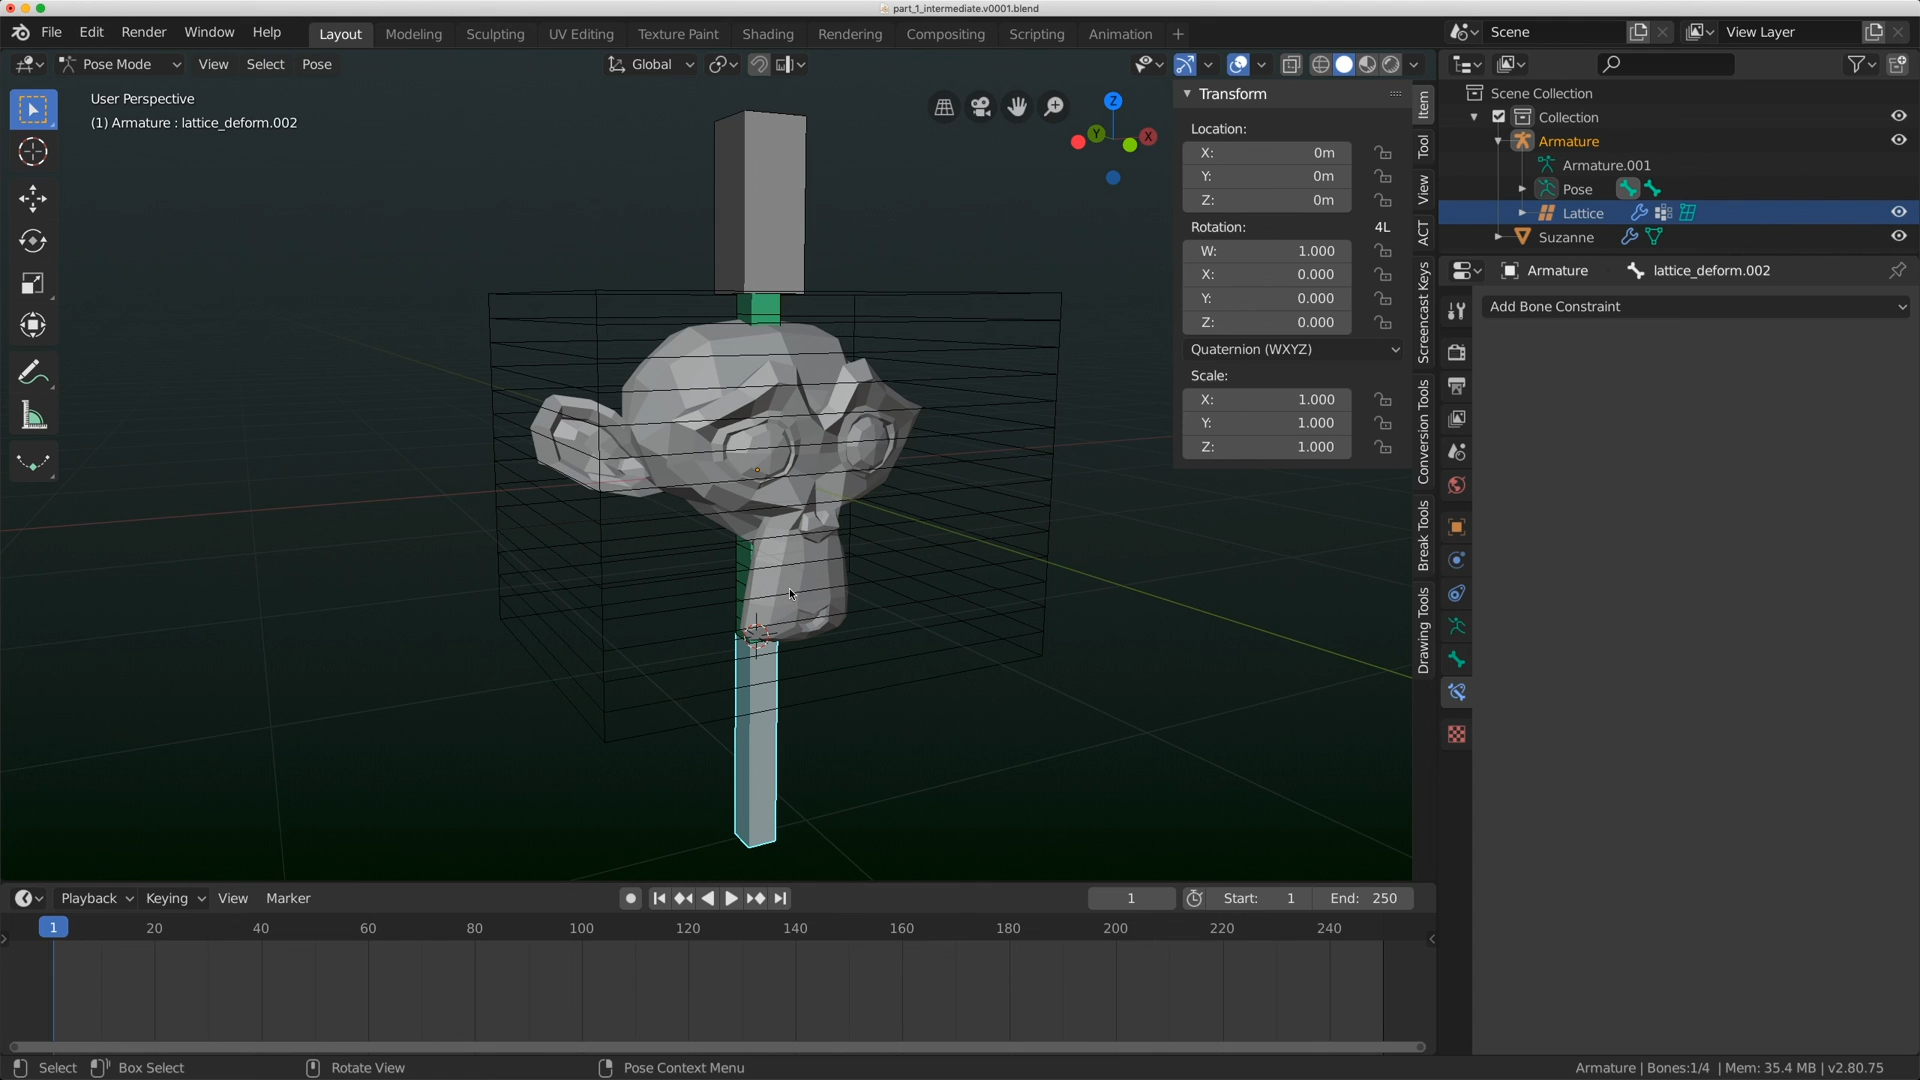 part_1_intermediate.v0001.blend
File Edit Render Window Help Layout Modeling Sculpting UV Editing Texture Paint Shading Rendering Compositing Scripting Animation + Scene View Layer
Pose Mode View Select Pose Global
User Perspective
(1) Armature : lattice_deform.002
Z
Y
X
Transform
Location:
X: 0m
Y: 0m
Z: 0m
Rotation: 4L
W: 1.000
X: 0.000
Y: 0.000
Z: 0.000
Quaternion (WXYZ)
Scale:
X: 1.000
Y: 1.000
Z: 1.000
Item
Tool
View
ACT
Screencast Keys
Conversion Tools
Break Tools
Drawing Tools
Scene Collection
Collection
Armature
Armature.001
Pose
Lattice
Suzanne
Armature lattice_deform.002
Add Bone Constraint
Playback Keying View Marker 1 Start: 1 End: 250
1 20 40 60 80 100 120 140 160 180 200 220 240
Select Box Select Rotate View Pose Context Menu Armature | Bones:1/4 | Mem: 35.4 MB | v2.80.75